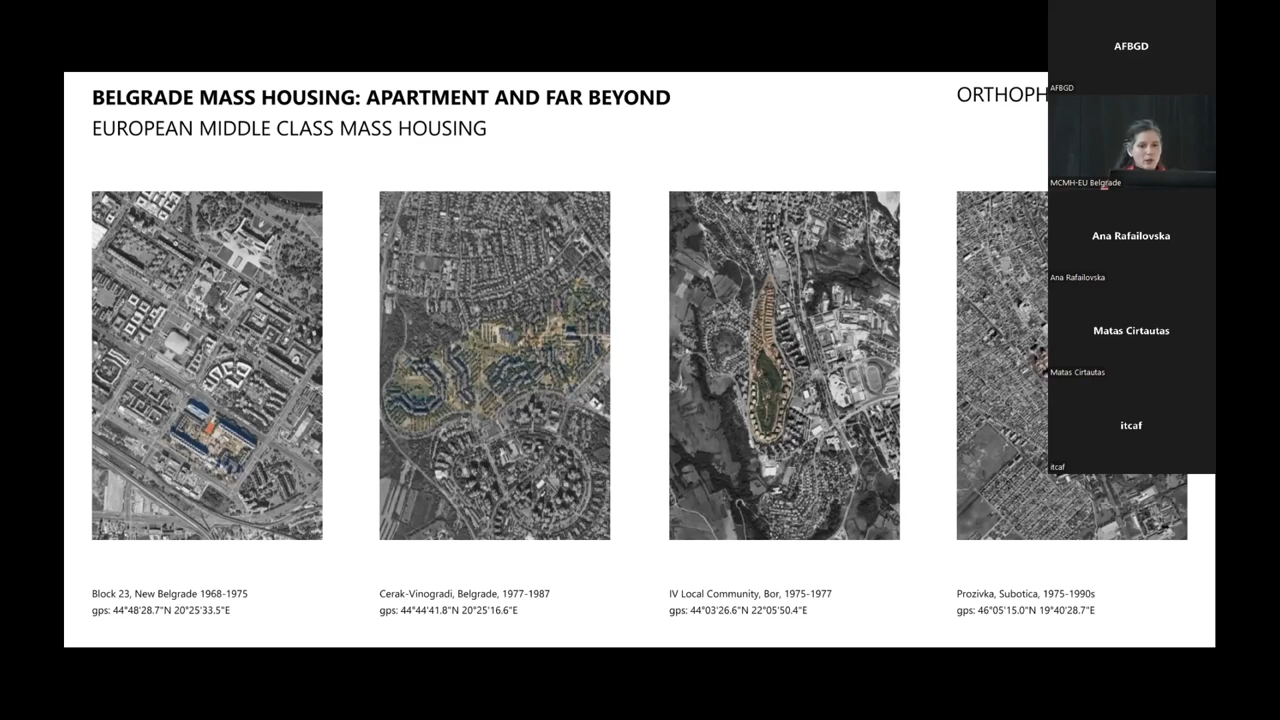 BELGRADE MASS HOUSING: APARTMENT AND FAR BEYOND
EUROPEAN MIDDLE CLASS MASS HOUSING
ORTHOPH
AFBGD
AFBGD
MCMH-EU Belgrade
Ana Rafailovska
Ana Rafailovska
Matas Cirtautas
Matas Cirtautas
itcaf
itcaf
Block 23, New Belgrade 1968-1975
gps: 44°48'28.7"N 20°25'33.5"E
Cerak-Vinogradi, Belgrade, 1977-1987
gps: 44°44'41.8"N 20°25'16.6"E
IV Local Community, Bor, 1975-1977
gps: 44°03'26.6"N 22°05'50.4"E
Prozivka, Subotica, 1975-1990s
gps: 46°05'15.0"N 19°40'28.7"E